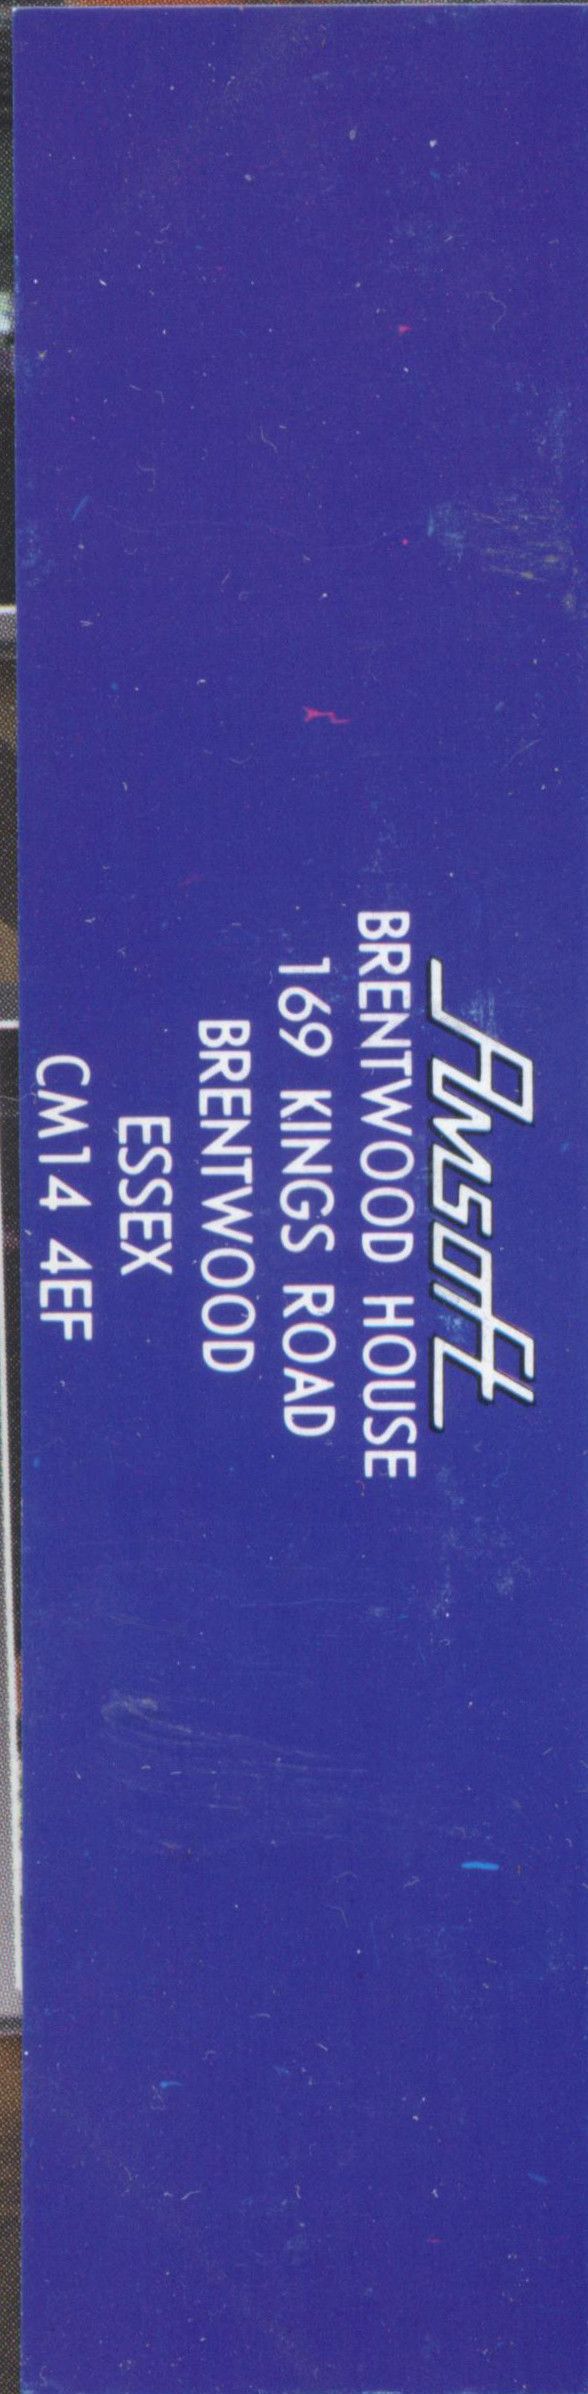 Amsoft
BRENTWOOD HOUSE
169 KINGS ROAD
BRENTWOOD
ESSEX
CM14 4EF